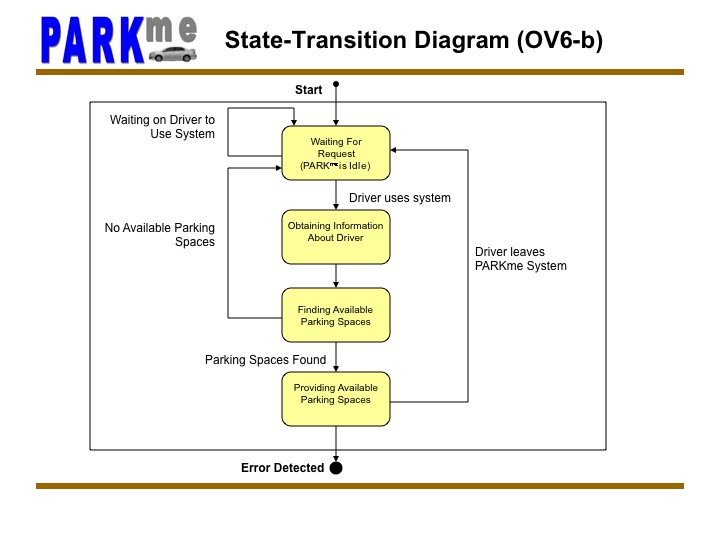 PARKme
State-Transition Diagram (OV6-b)
Start
Waiting on Driver to
Use System
Waiting For
Request
(PARKme is Idle)
Driver uses system
Obtaining Information
About Driver
No Available Parking
Spaces
Driver leaves
PARKme System
Finding Available
Parking Spaces
Parking Spaces Found
Providing Available
Parking Spaces
Error Detected